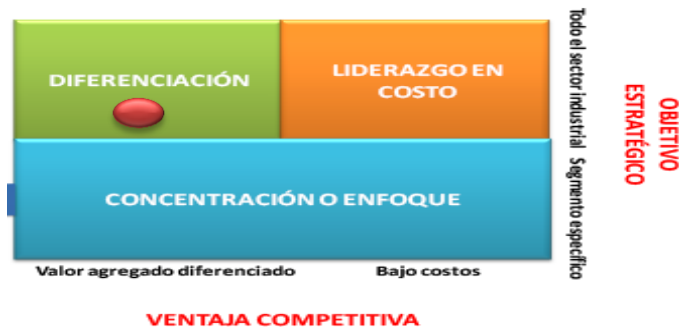 DIFERENCIACIÓN
LIDERAZGO EN
COSTO
CONCENTRACIÓN O ENFOQUE
Valor agregado diferenciado
Bajo costos
VENTAJA COMPETITIVA
Todo el sector industrial
Segmento específico
OBJETIVO
ESTRATÉGICO